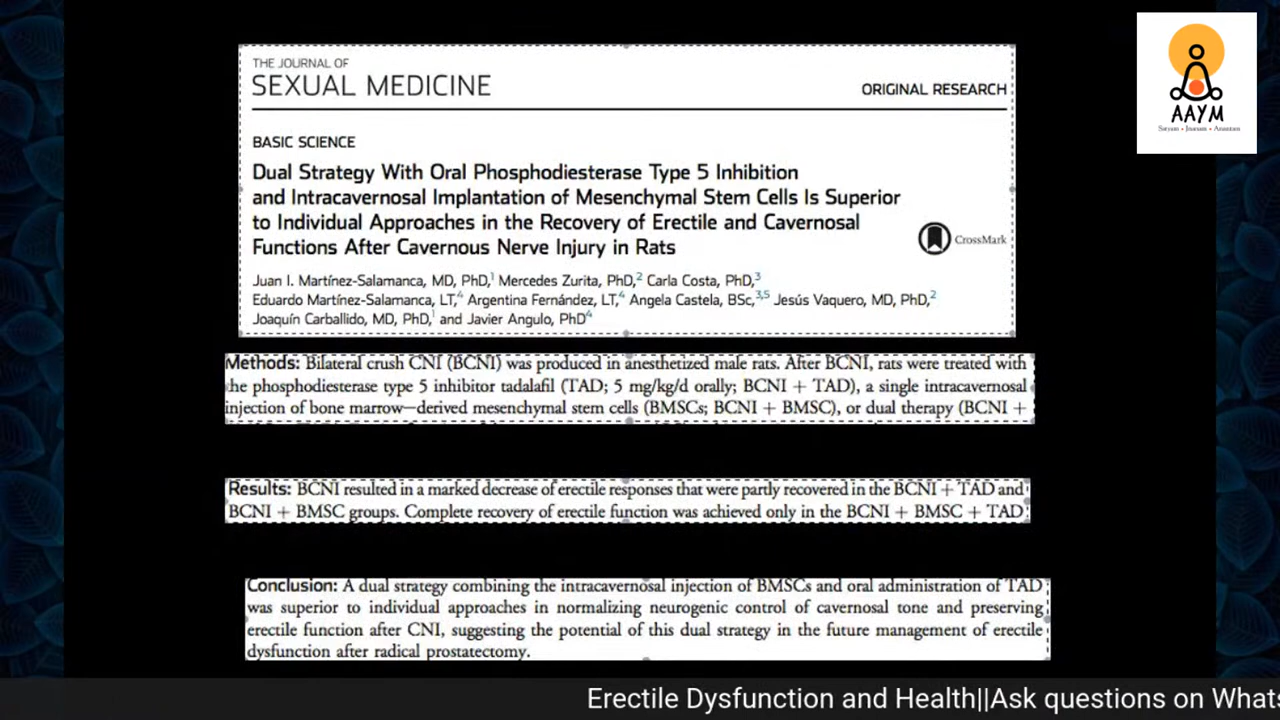 THE JOURNAL OF
SEXUAL MEDICINE
ORIGINAL RESEARCH
BASIC SCIENCE
Dual Strategy With Oral Phosphodiesterase Type 5 Inhibition
and Intracavernosal Implantation of Mesenchymal Stem Cells Is Superior
to Individual Approaches in the Recovery of Erectile and Cavernosal
Functions After Cavernous Nerve Injury in Rats
CrossMark
Juan I. Martínez-Salamanca, MD, PhD,1 Mercedes Zurita, PhD,2 Carla Costa, PhD,3
Eduardo Martínez-Salamanca, LT,4 Argentina Fernández, LT,4 Angela Castela, BSc,3,5 Jesús Vaquero, MD, PhD,2
Joaquín Carballido, MD, PhD,1 and Javier Angulo, PhD4
Methods: Bilateral crush CNI (BCNI) was produced in anesthetized male rats. After BCNI, rats were treated with
the phosphodiesterase type 5 inhibitor tadalafil (TAD; 5 mg/kg/d orally; BCNI + TAD), a single intracavernosal
injection of bone marrow–derived mesenchymal stem cells (BMSCs; BCNI + BMSC), or dual therapy (BCNI +
Results: BCNI resulted in a marked decrease of erectile responses that were partly recovered in the BCNI + TAD and
BCNI + BMSC groups. Complete recovery of erectile function was achieved only in the BCNI + BMSC + TAD
Conclusion: A dual strategy combining the intracavernosal injection of BMSCs and oral administration of TAD
was superior to individual approaches in normalizing neurogenic control of cavernosal tone and preserving
erectile function after CNI, suggesting the potential of this dual strategy in the future management of erectile
dysfunction after radical prostatectomy.
AAYM
Satyam • Jnanam • Anantam
Erectile Dysfunction and Health||Ask questions on Whats